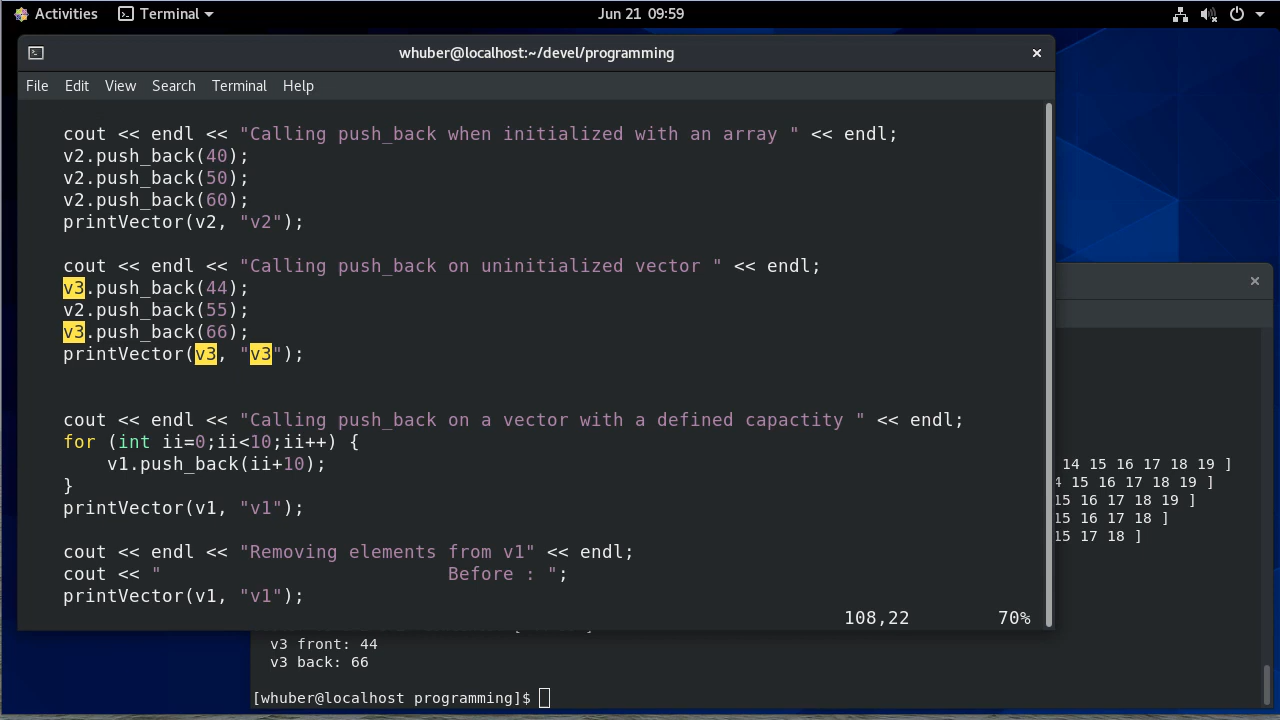 Activities Terminal Jun 21 09:59
whuber@localhost:~/devel/programming
File Edit View Search Terminal Help
cout << endl << "Calling push_back when initialized with an array " << endl;
v2.push_back(40);
v2.push_back(50);
v2.push_back(60);
printVector(v2, "v2");
cout << endl << "Calling push_back on uninitialized vector " << endl;
v3.push_back(44);
v2.push_back(55);
v3.push_back(66);
printVector(v3, "v3");
cout << endl << "Calling push_back on a vector with a defined capactity " << endl;
for (int ii=0;ii<10;ii++) {
v1.push_back(ii+10);
}
printVector(v1, "v1");
cout << endl << "Removing elements from v1" << endl;
cout << " Before : ";
printVector(v1, "v1");
108,22 70%
14 15 16 17 18 19 ]
15 16 17 18 19 ]
15 16 17 18 19 ]
15 16 17 18 ]
15 17 18 ]
v3 front: 44
v3 back: 66
[whuber@localhost programming]$